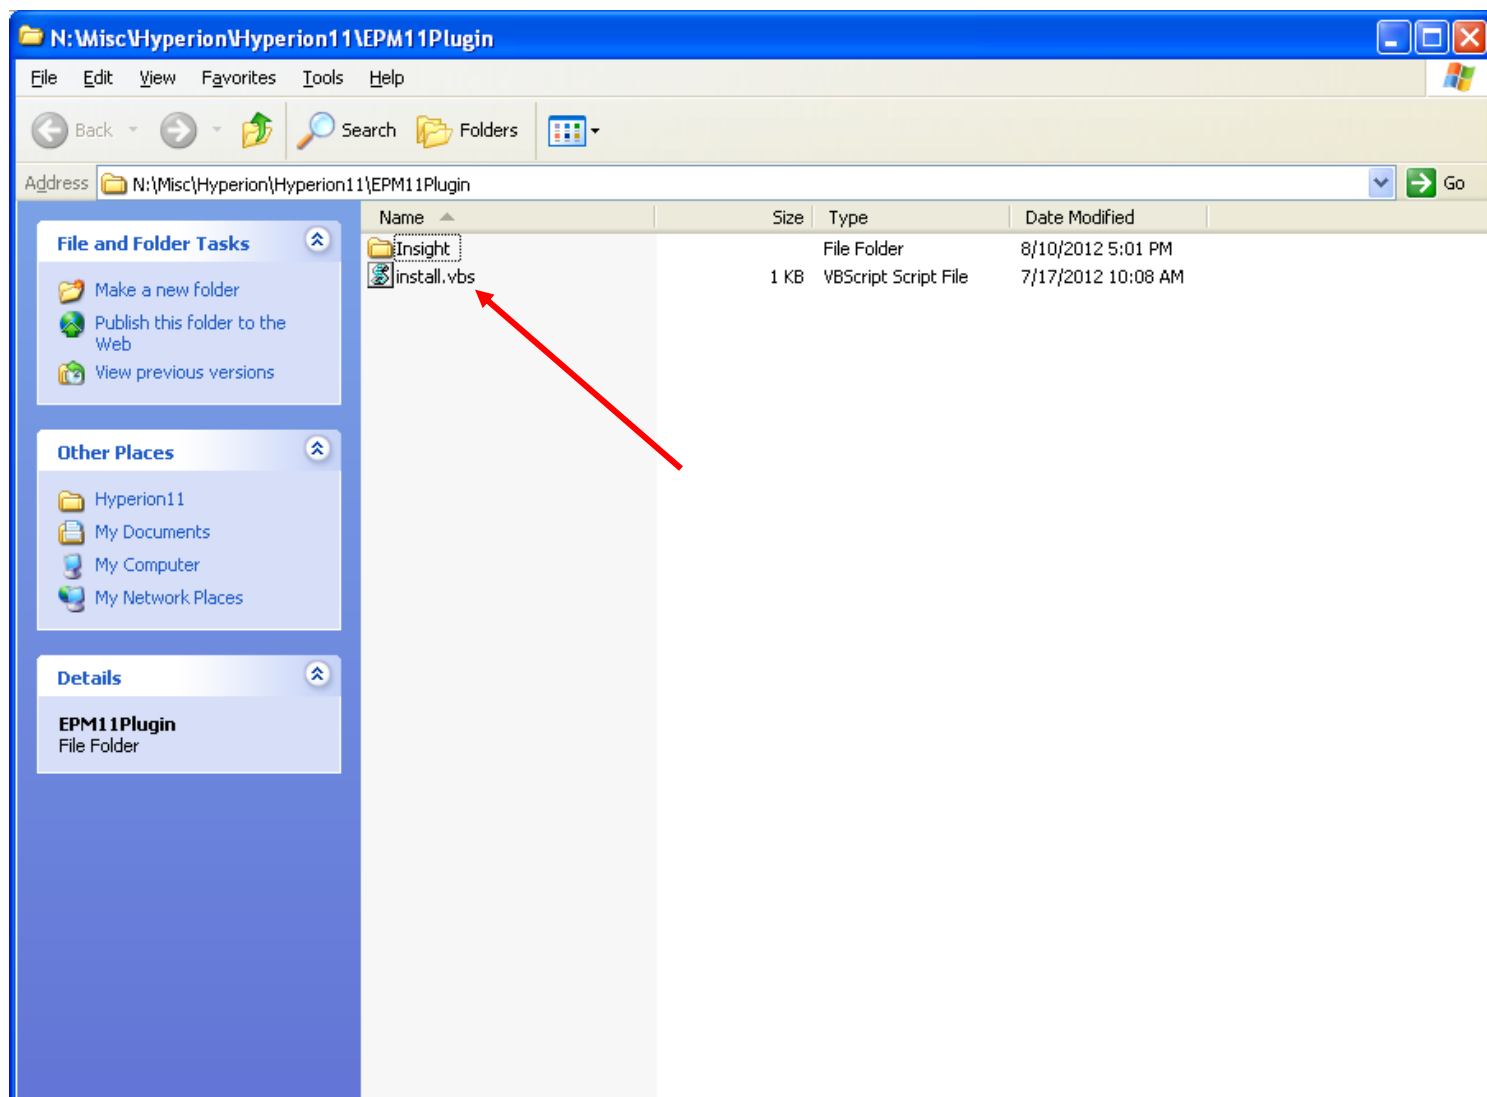 N:\Misc\Hyperion\Hyperion11\EPM11Plugin
File Edit View Favorites Tools Help
Back Search Folders
Address N:\Misc\Hyperion\Hyperion11\EPM11Plugin Go
Name Size Type Date Modified
Insight File Folder 8/10/2012 5:01 PM
install.vbs 1 KB VBScript Script File 7/17/2012 10:08 AM
File and Folder Tasks
Make a new folder
Publish this folder to the
Web
View previous versions
Other Places
Hyperion11
My Documents
My Computer
My Network Places
Details
EPM11Plugin
File Folder